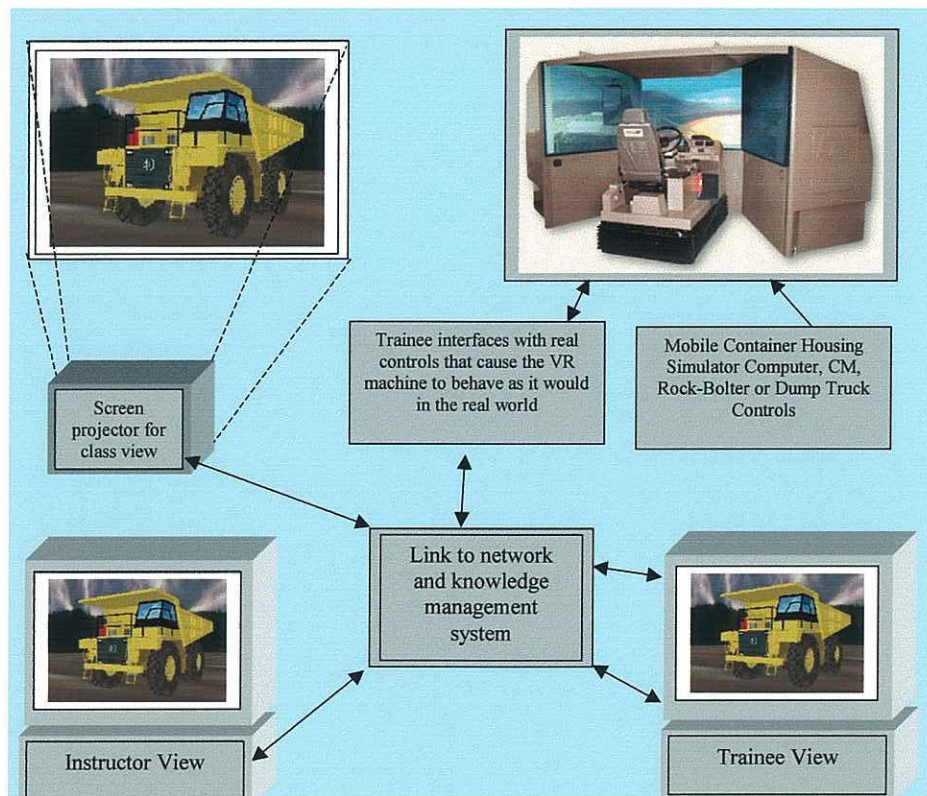 Trainee interfaces with real
controls that cause the VR
machine to behave as it would
in the real world
Mobile Container Housing
Simulator Computer, CM,
Rock-Bolter or Dump Truck
Controls
Screen
projector for
class view
Link to network
and knowledge
management
system
Instructor View
Trainee View